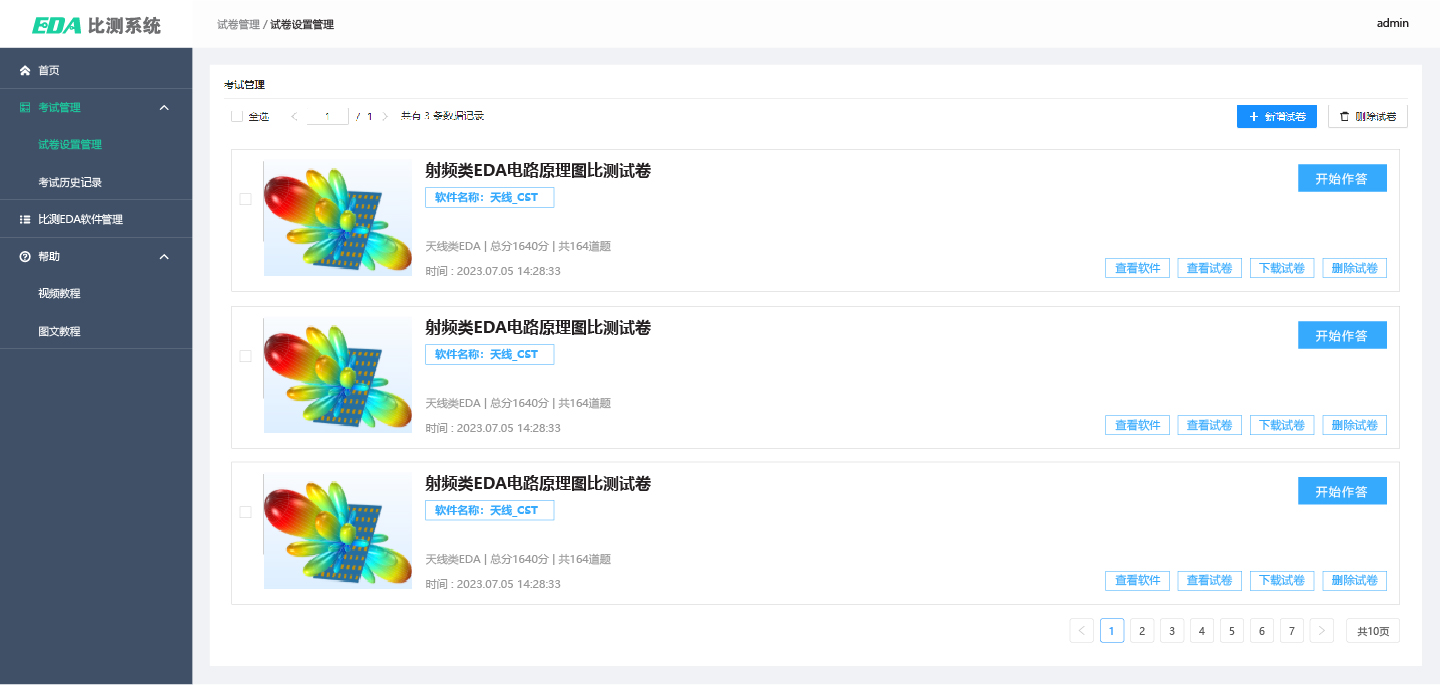 EDA 比测系统
试卷管理 / 试卷设置管理
admin
首页
考试管理
试卷设置管理
考试历史记录
比测EDA软件管理
帮助
视频教程
图文教程
考试管理
全选 < 1 / 1 > 共有 3 条数据记录
+ 新增试卷
删除试卷
射频类EDA电路原理图比测试卷
开始作答
软件名称：天线_CST
天线类EDA | 总分1640分 | 共164道题
时间 : 2023.07.05 14:28:33
查看软件 查看试卷 下载试卷 删除试卷
射频类EDA电路原理图比测试卷
开始作答
软件名称：天线_CST
天线类EDA | 总分1640分 | 共164道题
时间 : 2023.07.05 14:28:33
查看软件 查看试卷 下载试卷 删除试卷
射频类EDA电路原理图比测试卷
开始作答
软件名称：天线_CST
天线类EDA | 总分1640分 | 共164道题
时间 : 2023.07.05 14:28:33
查看软件 查看试卷 下载试卷 删除试卷
< 1 2 3 4 5 6 7 > 共10页